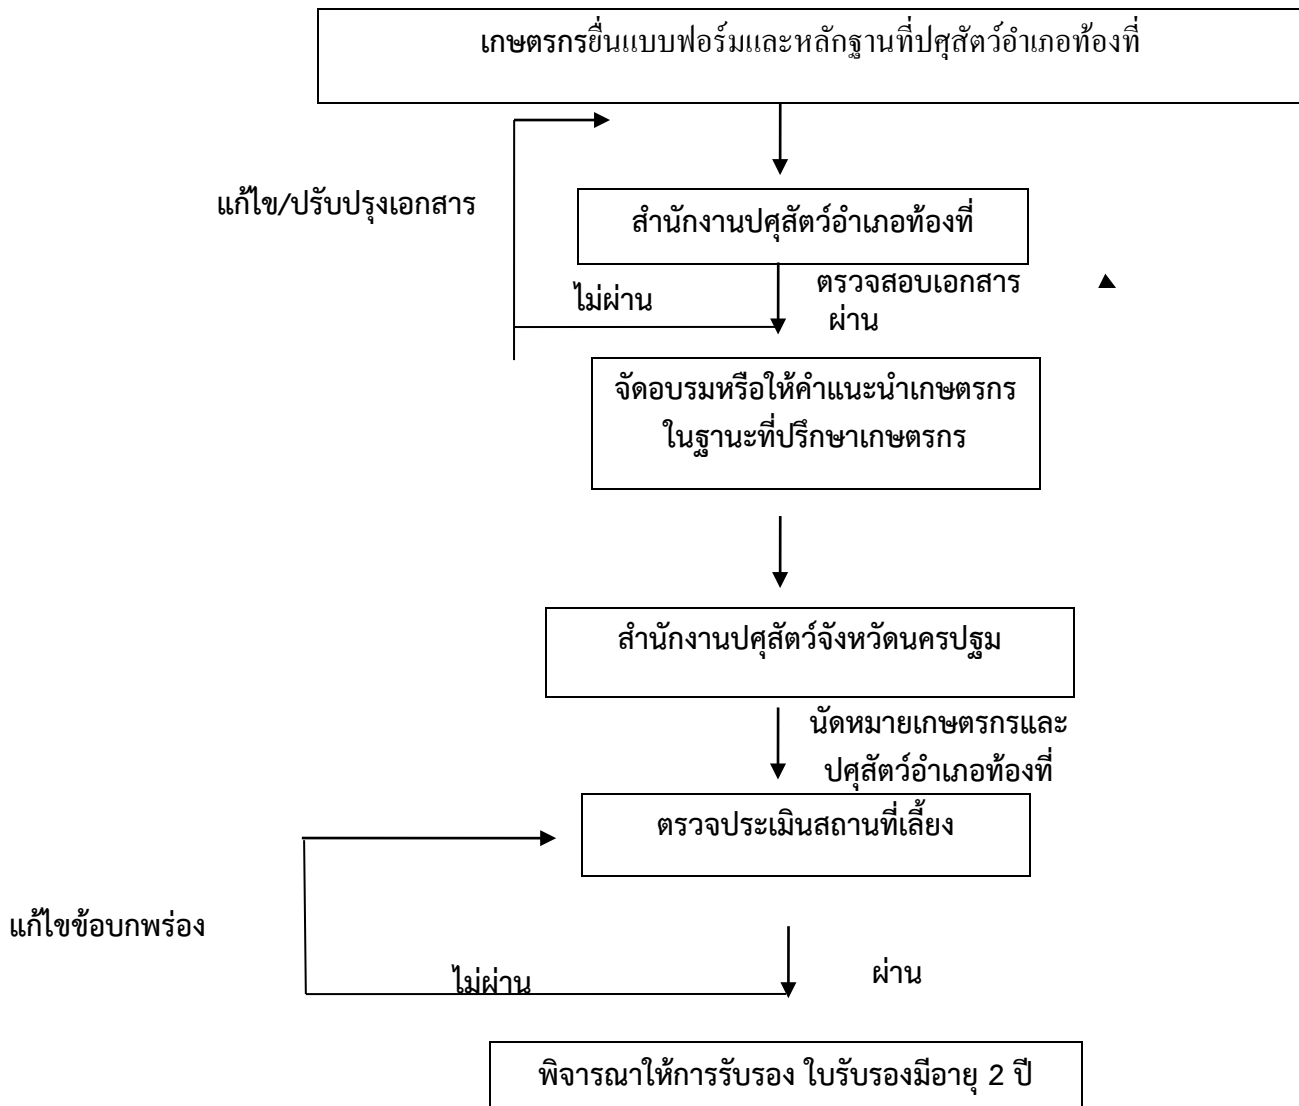 เกษตรกรยื่นแบบฟอร์มและหลักฐานที่ปศุสัตว์อำเภอท้องที่
แก้ไข/ปรับปรุงเอกสาร
สำนักงานปศุสัตว์อำเภอท้องที่
ตรวจสอบเอกสาร
ไม่ผ่าน
ผ่าน
จัดอบรมหรือให้คำแนะนำเกษตรกร
ในฐานะที่ปรึกษาเกษตรกร
สำนักงานปศุสัตว์จังหวัดนครปฐม
นัดหมายเกษตรกรและ
ปศุสัตว์อำเภอท้องที่
ตรวจประเมินสถานที่เลี้ยง
แก้ไขข้อบกพร่อง
ไม่ผ่าน
ผ่าน
พิจารณาให้การรับรอง ใบรับรองมีอายุ 2 ปี